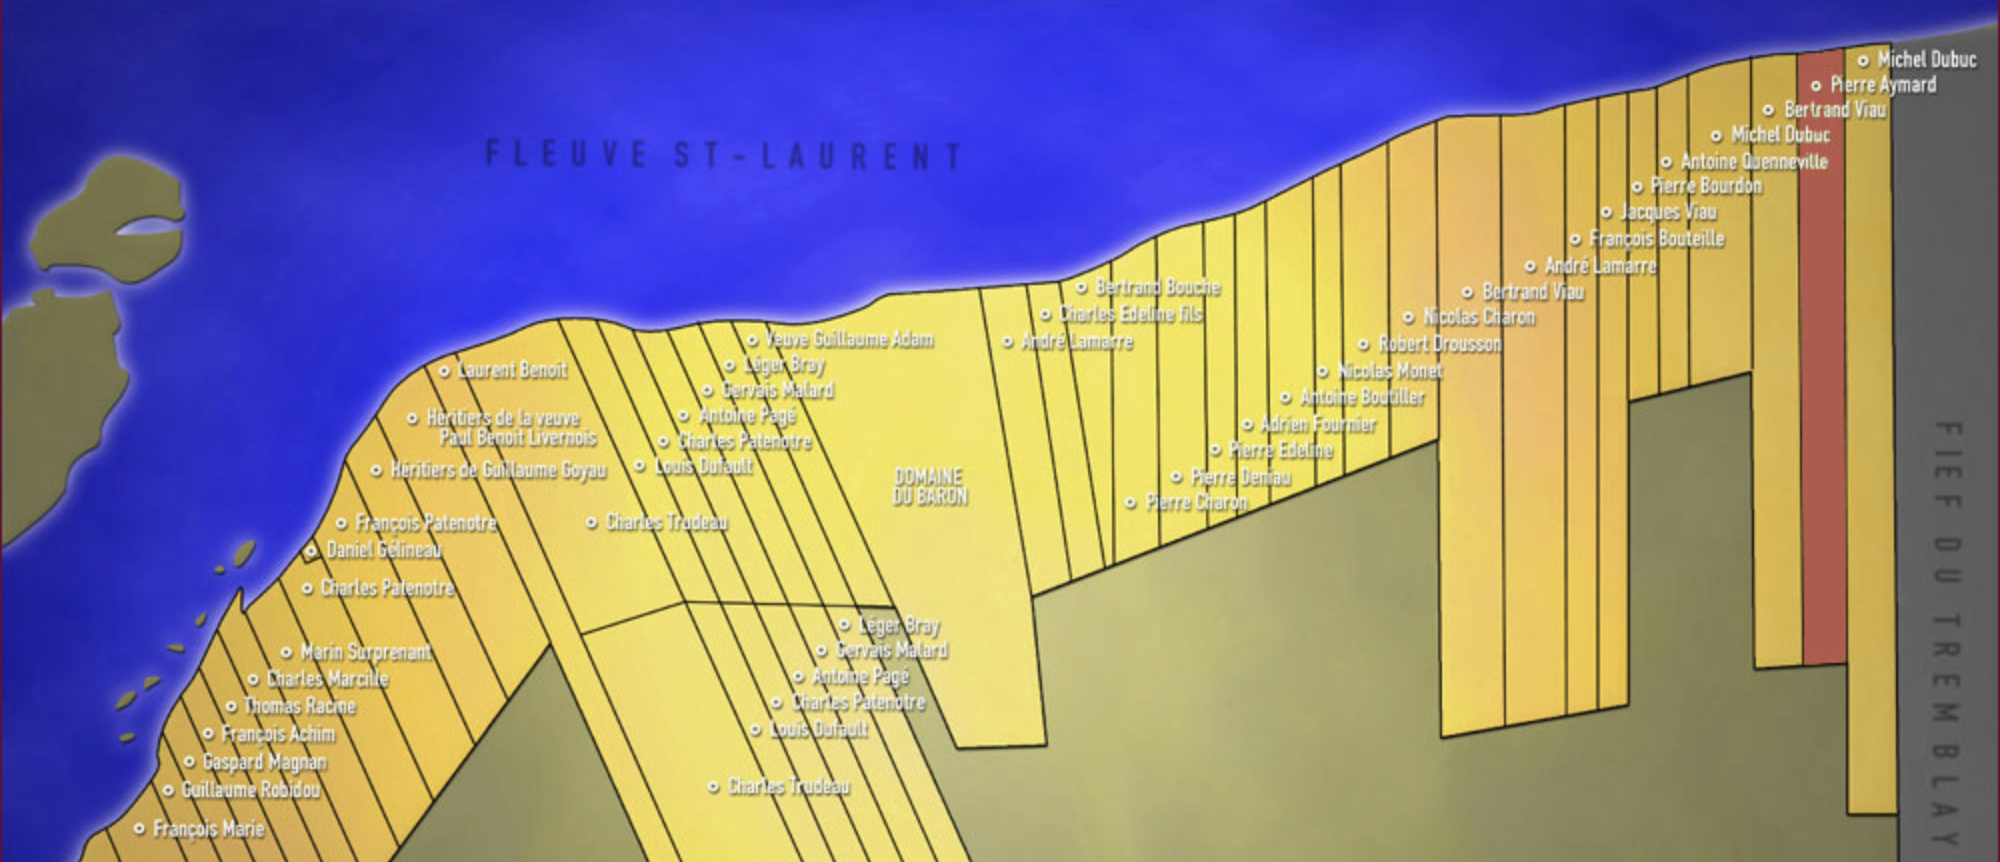 FLEUVE ST-LAURENT
Michel Dubuc
Pierre Aymard
Bertrand Viau
Michel Dubuc
Antoine Quenneville
Pierre Bourdon
Jacques Viau
François Bouteille
André Lamarre
Bertrand Viau
Nicolas Charon
Robert Drousson
Nicolas Monet
Antoine Boutiller
Adrien Fournier
Pierre Edeline
Pierre Deniau
Pierre Charon
Bertrand Bouche
Charles Edeline fils
André Lamarre
DOMAINE
DU BARON
Veuve Guillaume Adam
Léger Bray
Gervais Malard
Antoine Pagé
Charles Patenotre
Louis Dufault
Charles Trudeau
Laurent Benoit
Héritiers de la veuve
Paul Benoit Livernois
Héritiers de Guillaume Goyau
François Patenotre
Daniel Gélineau
Charles Patenotre
Marin Surprenant
Charles Marcille
Thomas Racine
François Achim
Gaspard Magnan
Guillaume Robidou
François Marie
Léger Bray
Gervais Malard
Antoine Pagé
Charles Patenotre
Louis Dufault
Charles Trudeau
FIEF DU TREMBLAY